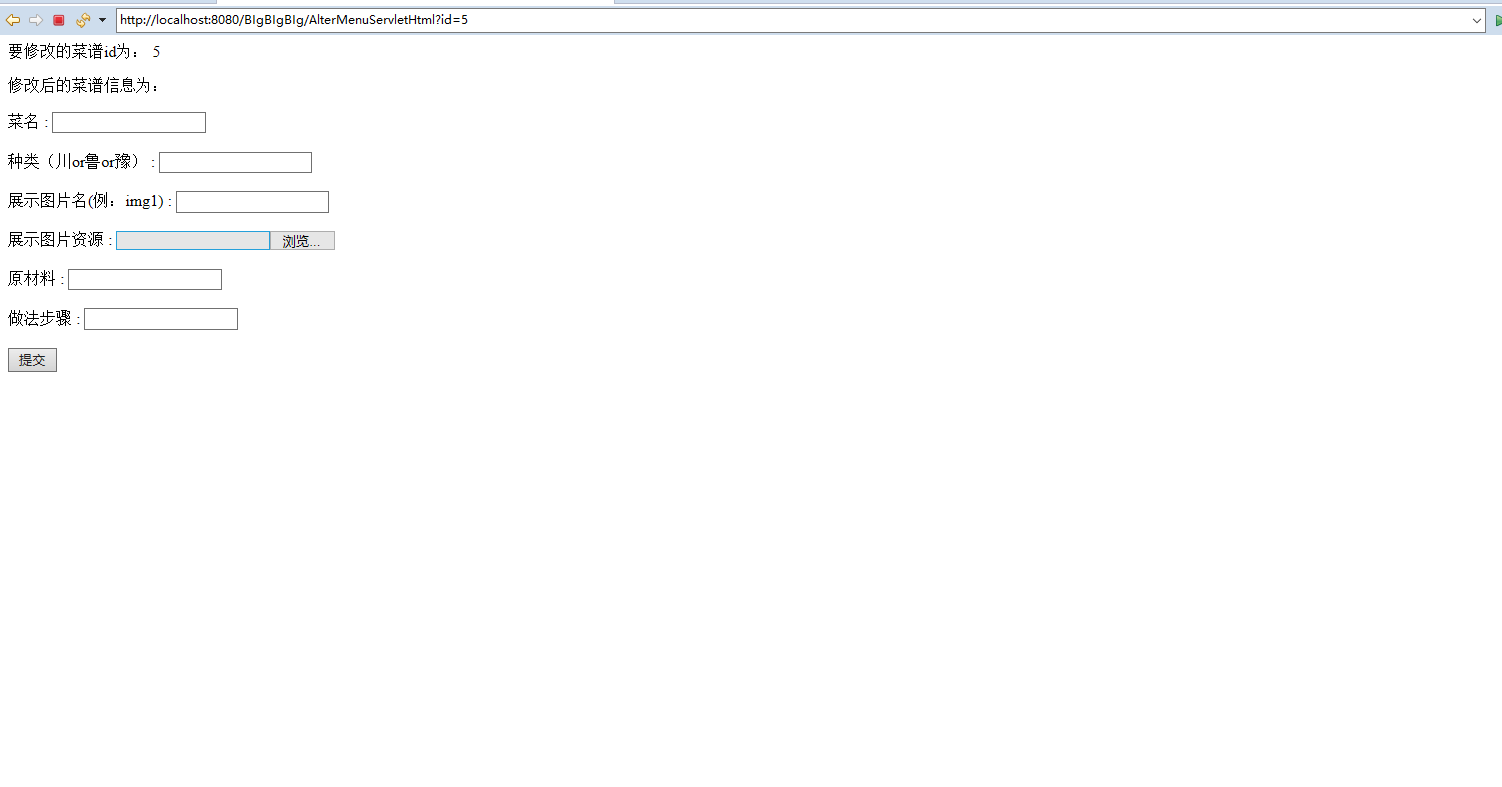 http://localhost:8080/BIgBIgBIg/AlterMenuServletHtml?id=5
要修改的菜谱id为： 5
修改后的菜谱信息为：
菜名 :
种类（川or鲁or豫） :
展示图片名(例：img1) :
展示图片资源 : 浏览...
原材料 :
做法步骤 :
提交